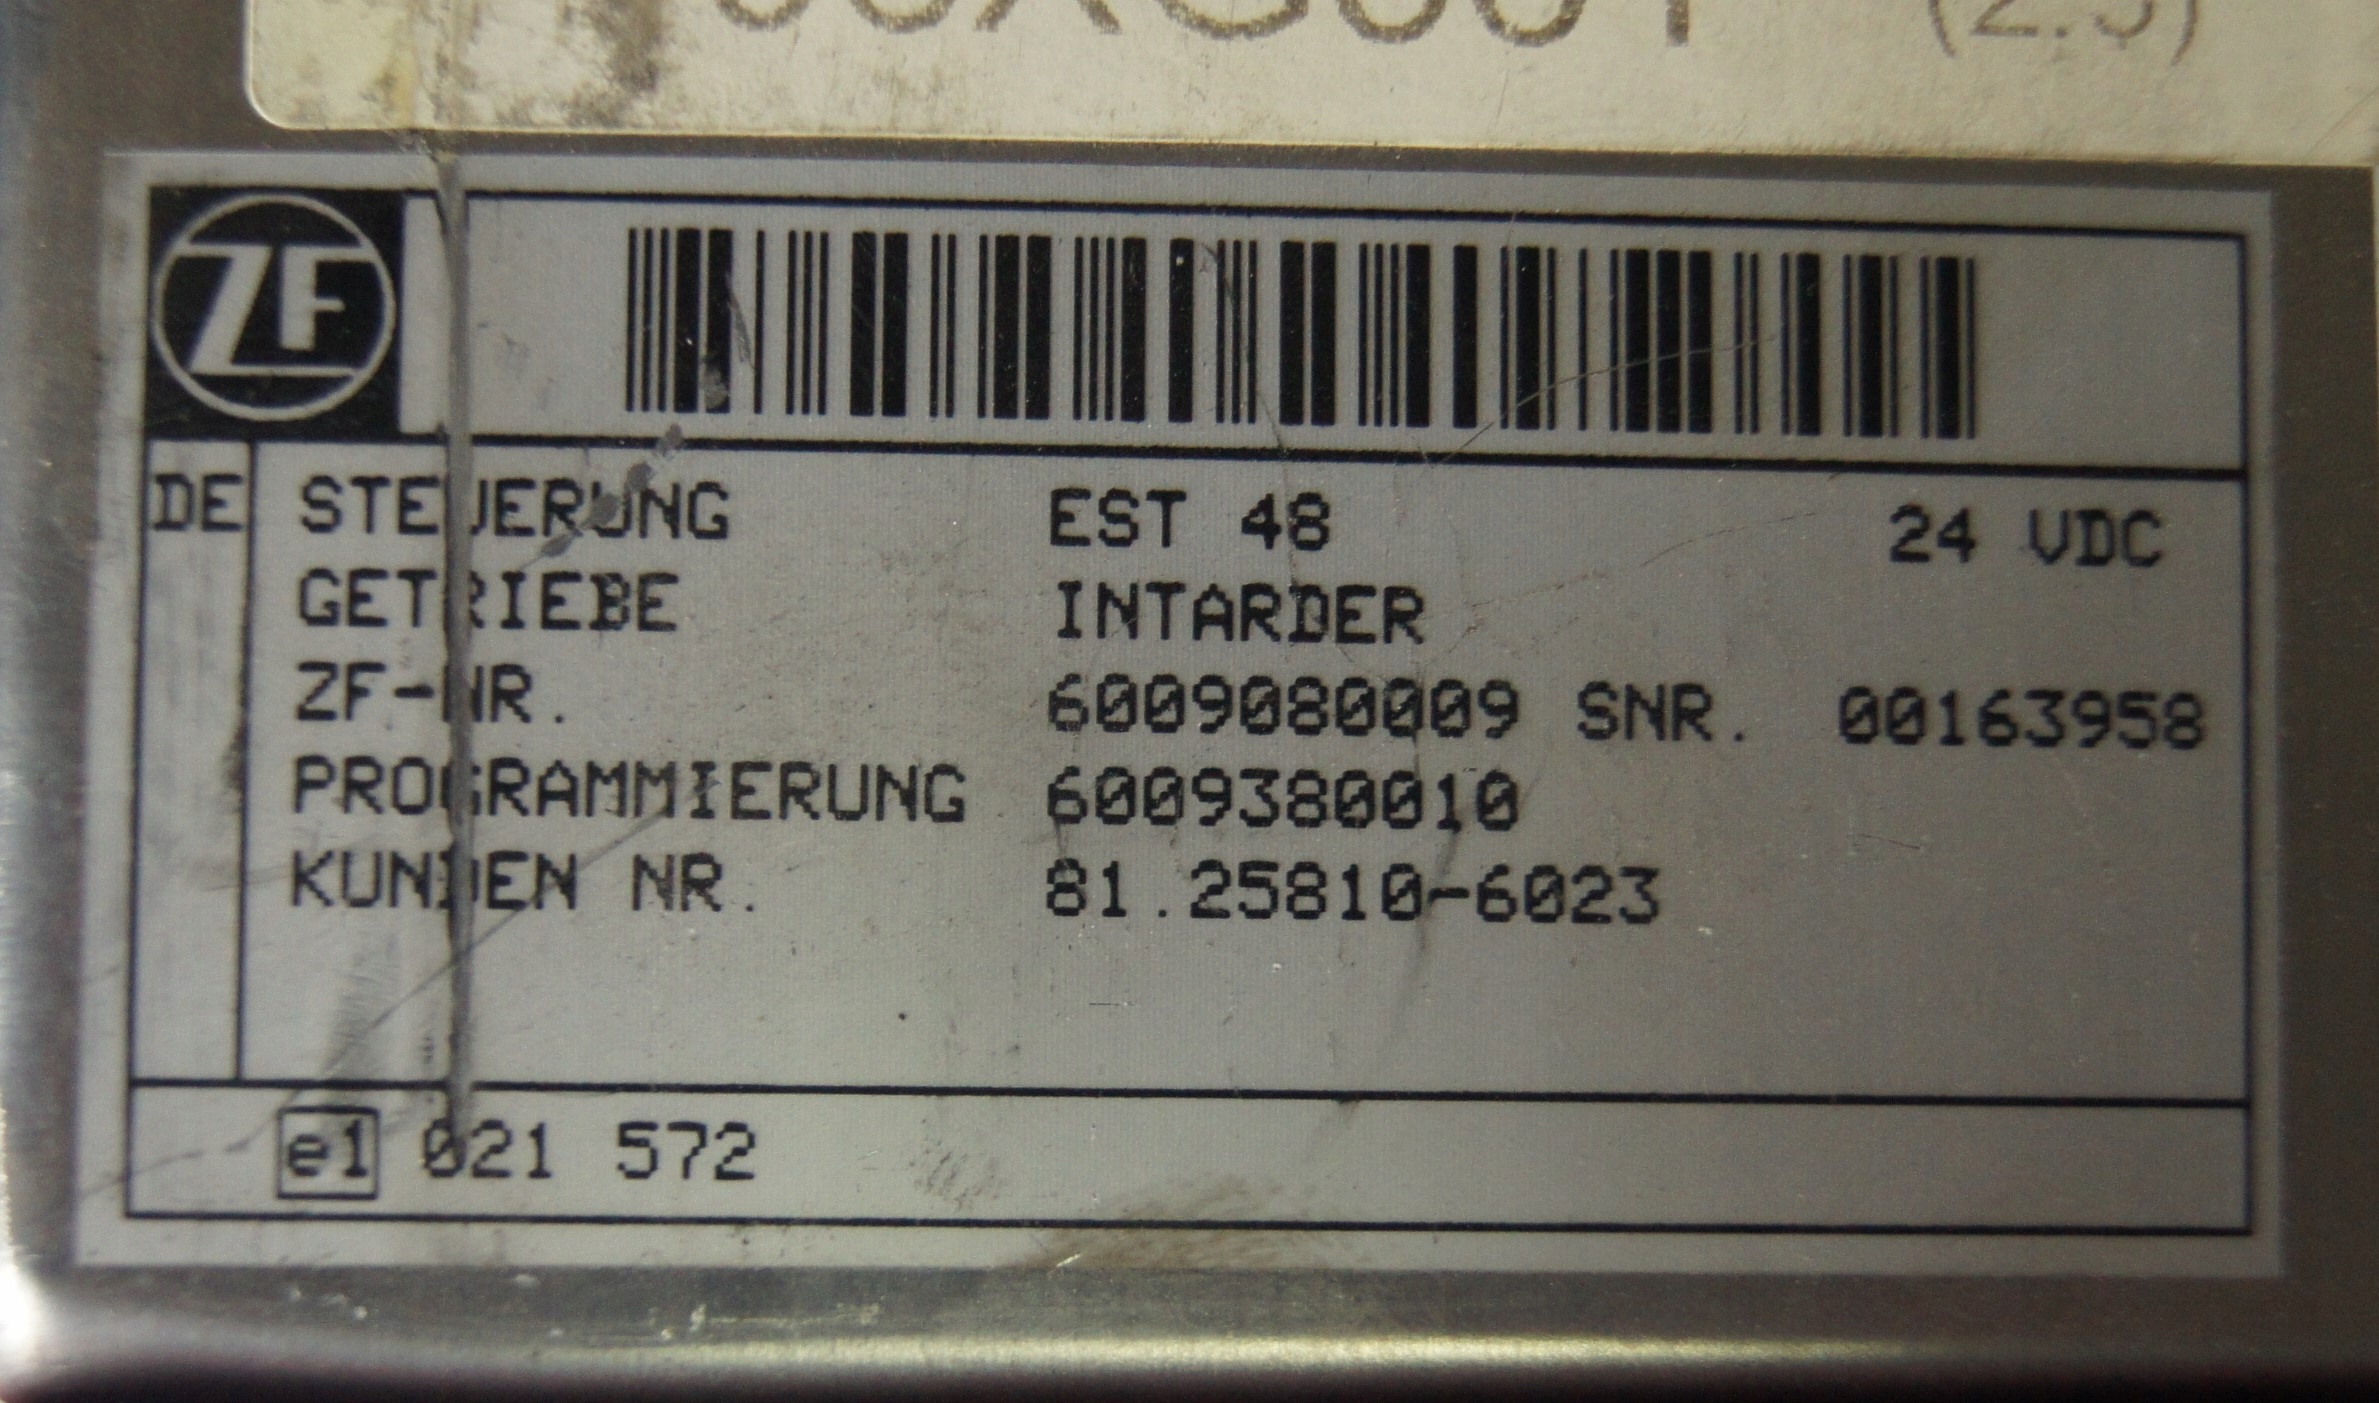 (2.
ZF
DE STEUERUNG EST 48 24 VDC
GETRIEBE INTARDER
ZF-NR. 6009080009 SNR. 00163958
PROGRAMMIERUNG 6009380010
KUNDEN NR. 81.25810-6023
e1 021 572